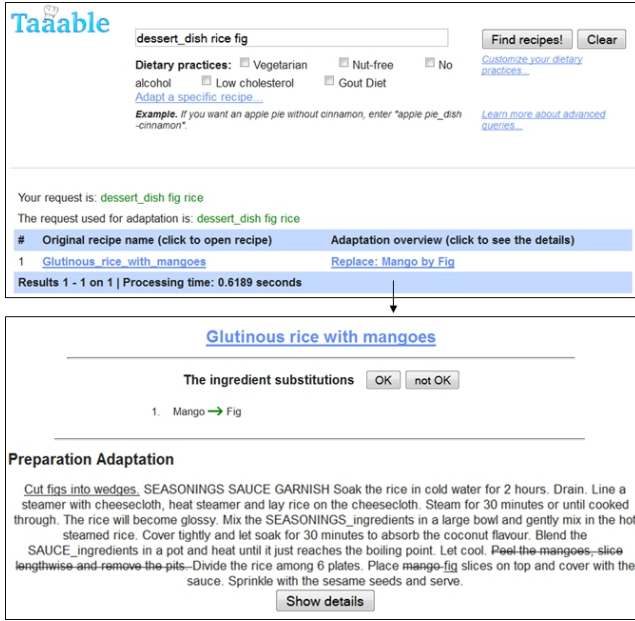 Taaable
dessert_dish rice fig
Find recipes!
Clear
Dietary practices: Vegetarian Nut-free No
alcohol Low cholesterol Gout Diet
Customize your dietary
practices...
Adapt a specific recipe...
Example. If you want an apple pie without cinnamon, enter "apple pie_dish
-cinnamon".
Learn more about advanced
queries...
Your request is: dessert_dish fig rice
The request used for adaptation is: dessert_dish fig rice
# Original recipe name (click to open recipe) Adaptation overview (click to see the details)
1 Glutinous_rice_with_mangoes Replace: Mango by Fig
Results 1 - 1 on 1 | Processing time: 0.6189 seconds
Glutinous rice with mangoes
The ingredient substitutions OK not OK
1. Mango → Fig
Preparation Adaptation
Cut figs into wedges. SEASONINGS SAUCE GARNISH Soak the rice in cold water for 2 hours. Drain. Line a
steamer with cheesecloth, heat steamer and lay rice on the cheesecloth. Steam for 30 minutes or until cooked
through. The rice will become glossy. Mix the SEASONINGS_ingredients in a large bowl and gently mix in the hot
steamed rice. Cover tightly and let soak for 30 minutes to absorb the coconut flavour. Blend the
SAUCE_ingredients in a pot and heat until it just reaches the boiling point. Let cool. Peel the mangoes, slice
lengthwise and remove the pits. Divide the rice among 6 plates. Place mango fig slices on top and cover with the
sauce. Sprinkle with the sesame seeds and serve.
Show details